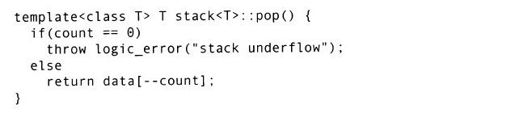 template<class T> T stack<T>::pop() {
  if(count == 0)
    throw logic_error("stack underflow");
  else
    return data[--count];
}